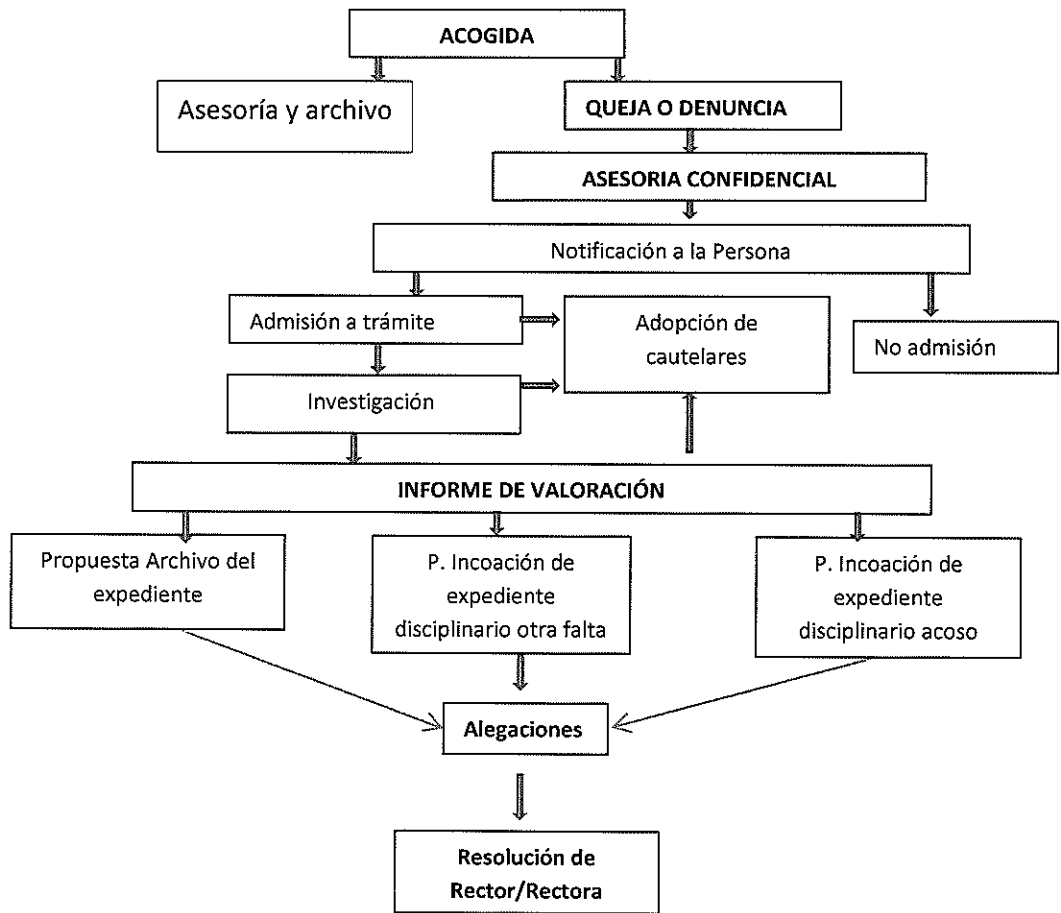 ACOGIDA
Asesoría y archivo
QUEJA O DENUNCIA
ASESORIA CONFIDENCIAL
Notificación a la Persona
Admisión a trámite
Adopción de
cautelares
No admisión
Investigación
INFORME DE VALORACIÓN
Propuesta Archivo del
expediente
P. Incoación de
expediente
disciplinario otra falta
P. Incoación de
expediente
disciplinario acoso
Alegaciones
Resolución de
Rector/Rectora